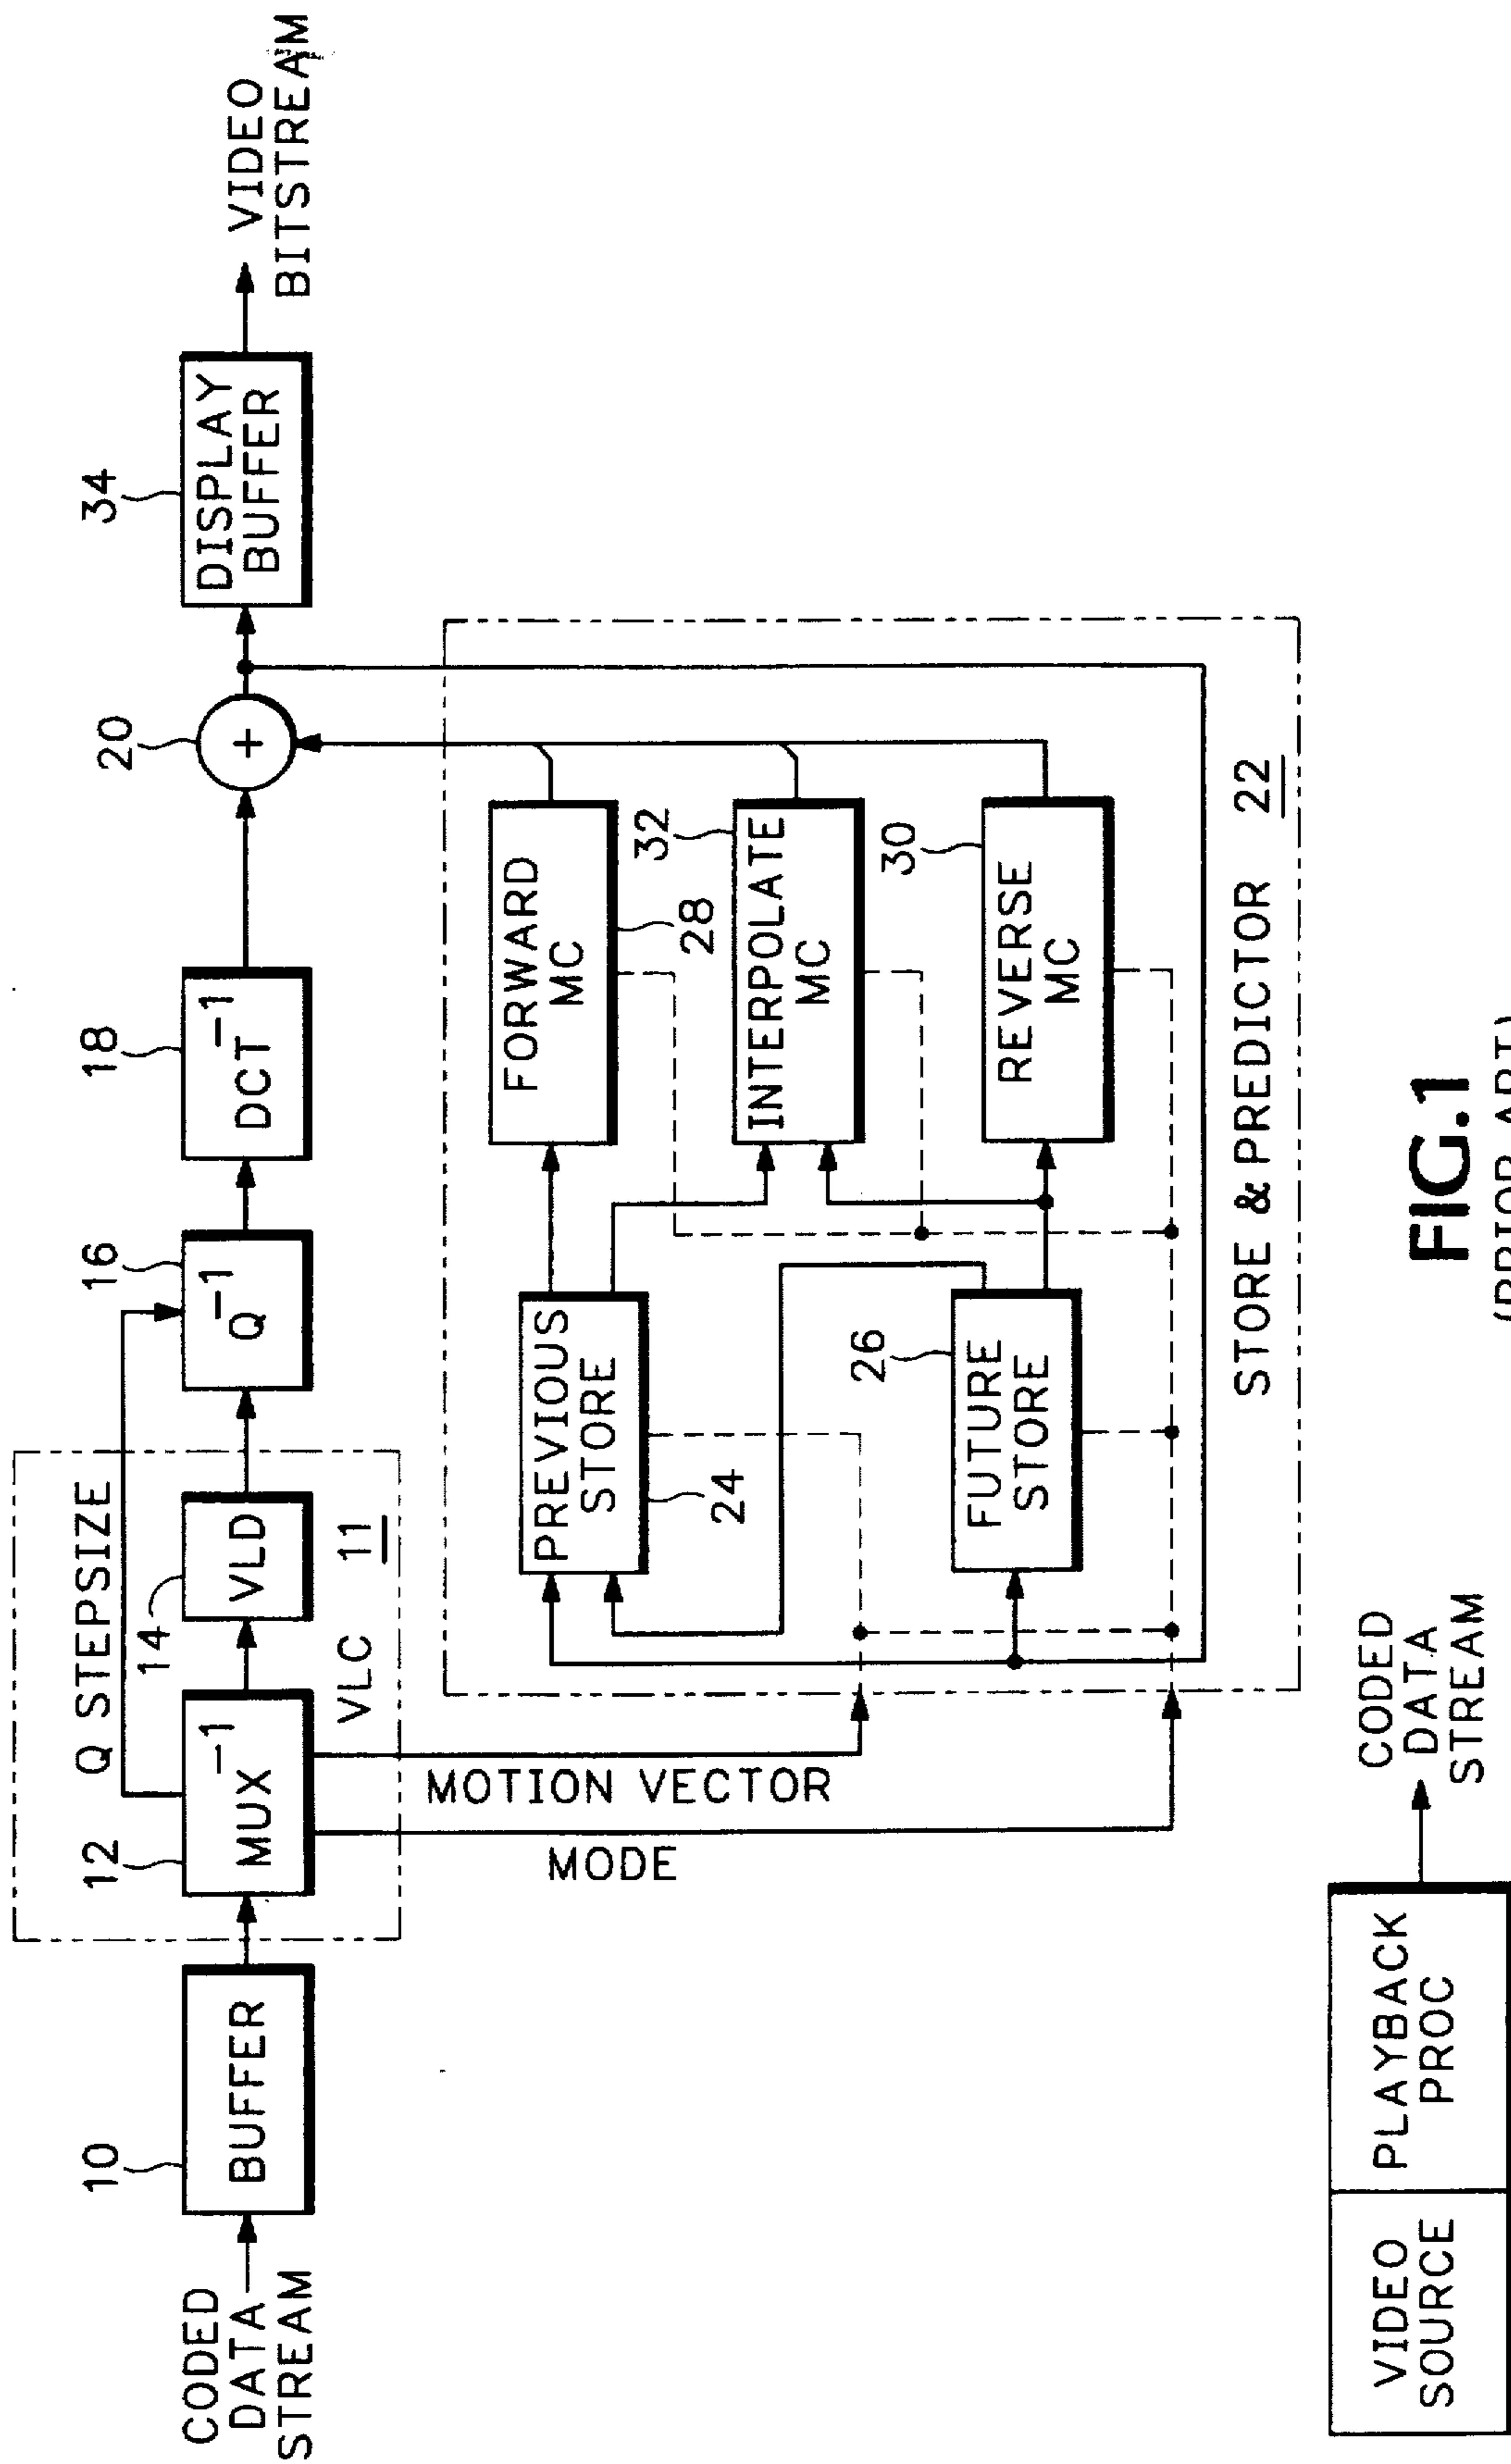 CODED
DATA
STREAM
10
BUFFER
12
MUX⁻¹
Q STEPSIZE
14
VLD
VLC 11
16
Q⁻¹
18
DCT⁻¹
20
+
34
DISPLAY
BUFFER
VIDEO
BITSTREAM
MOTION VECTOR
MODE
PREVIOUS
STORE
24
FORWARD
MC
28
32
INTERPOLATE
MC
26
FUTURE
STORE
30
REVERSE
MC
STORE & PREDICTOR 22
VIDEO
SOURCE
PLAYBACK
PROC
CODED
DATA
STREAM
FIG.1
(PRIOR ART)